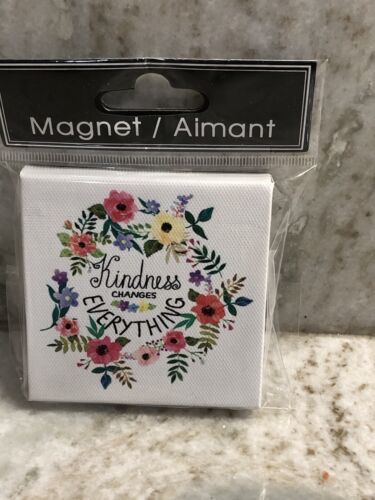 Magnet / Aimant
Kindness
CHANGES
EVERYTHING